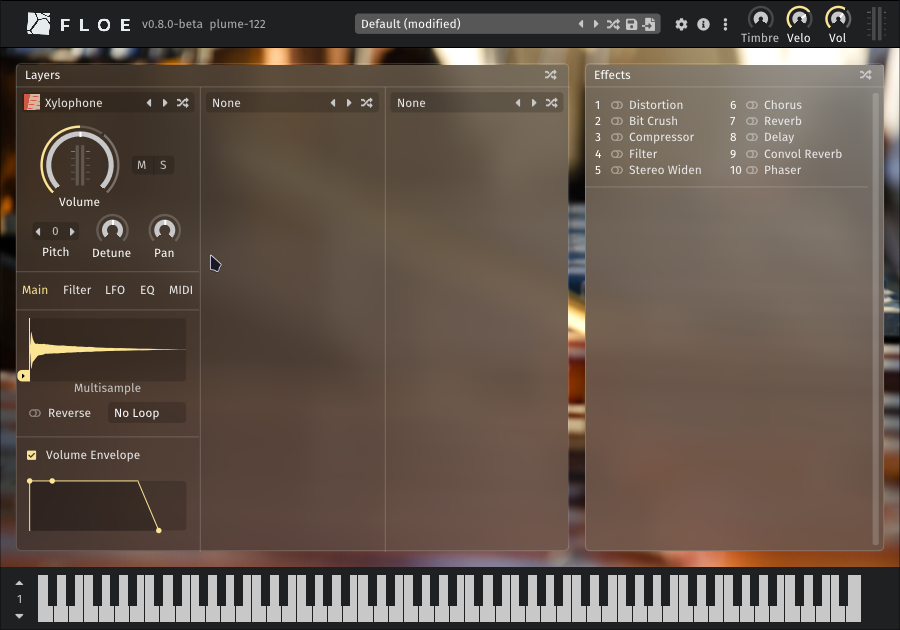 FLOE v0.8.0-beta plume-122 Default (modified)
Timbre Velo Vol
Layers
Xylophone None None
M S
Volume
0
Pitch Detune Pan
Main Filter LFO EQ MIDI
Multisample
Reverse No Loop
Volume Envelope
Effects
1 Distortion 6 Chorus
2 Bit Crush 7 Reverb
3 Compressor 8 Delay
4 Filter 9 Convol Reverb
5 Stereo Widen 10 Phaser
1